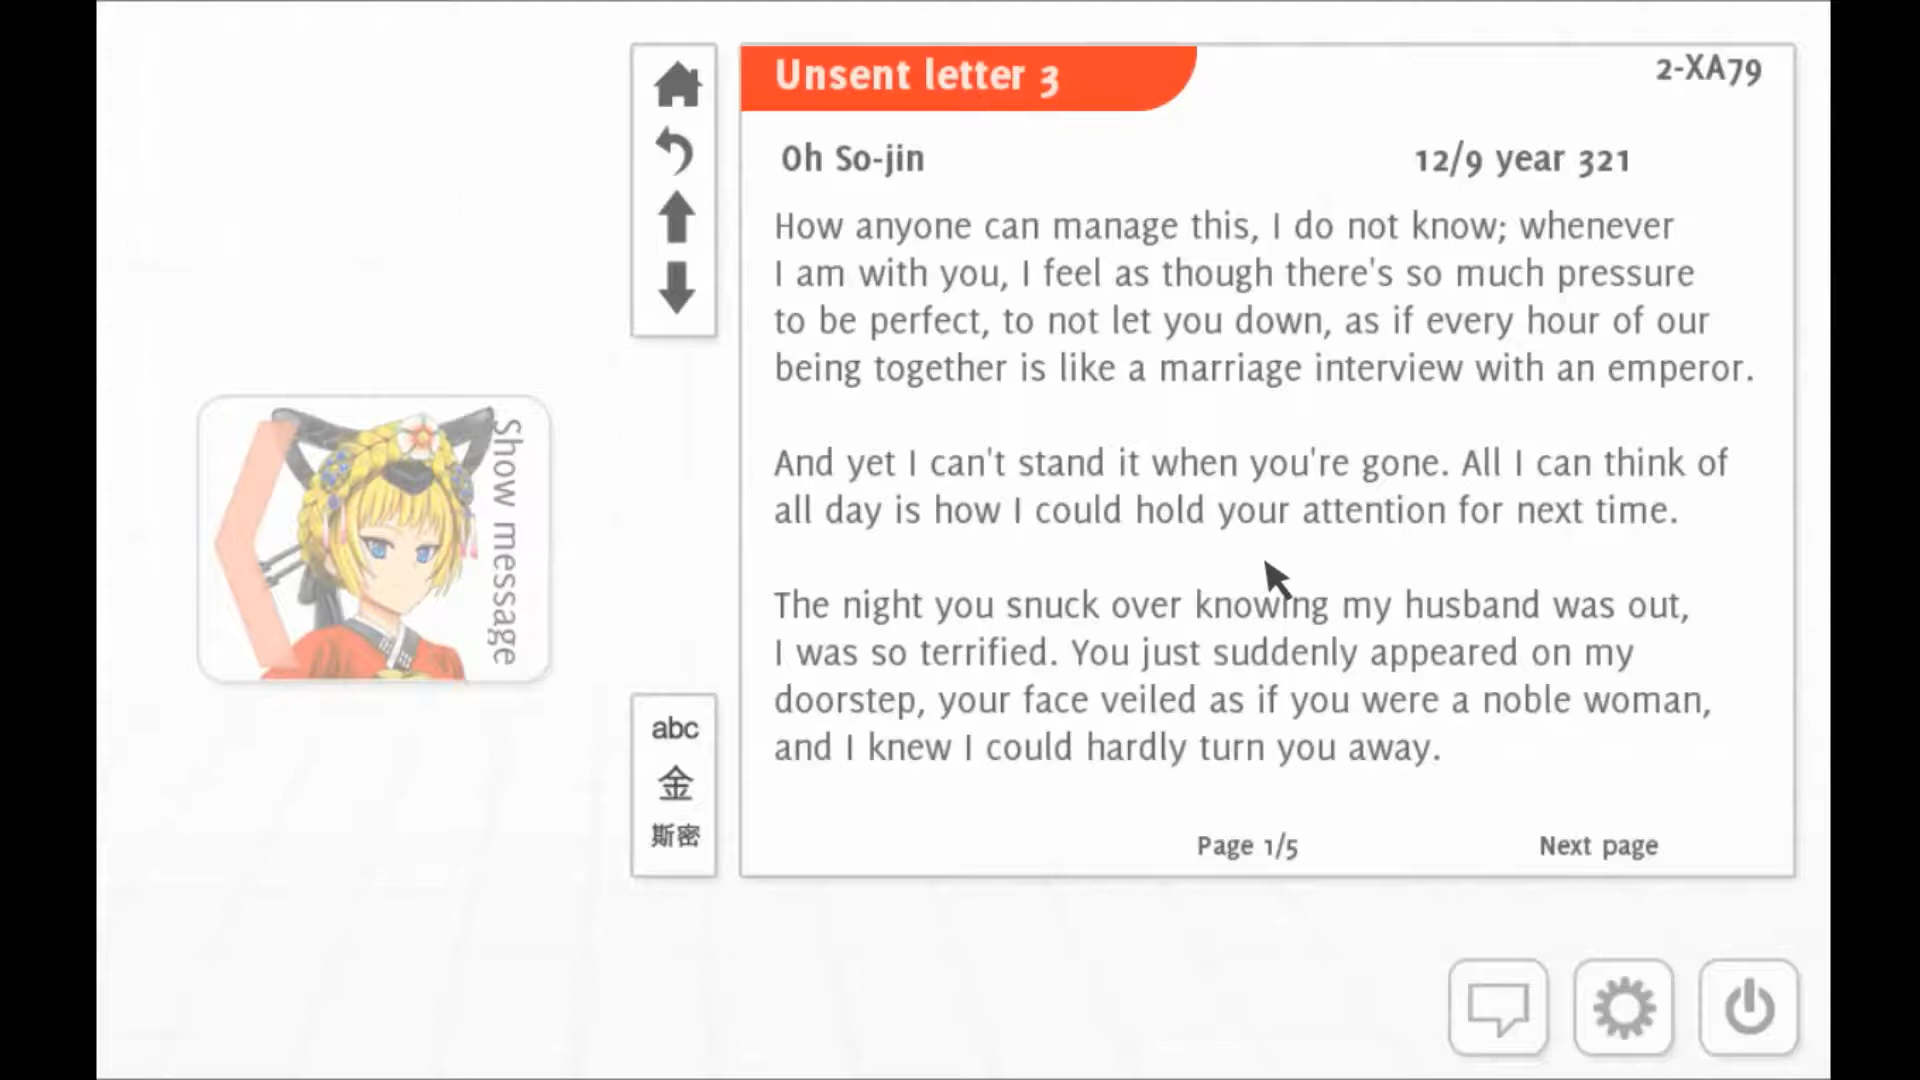 Unsent letter 3
2-XA79
Oh So-jin
12/9 year 321
How anyone can manage this, I do not know; whenever
I am with you, I feel as though there's so much pressure
to be perfect, to not let you down, as if every hour of our
being together is like a marriage interview with an emperor.
And yet I can't stand it when you're gone. All I can think of
all day is how I could hold your attention for next time.
The night you snuck over knowing my husband was out,
I was so terrified. You just suddenly appeared on my
doorstep, your face veiled as if you were a noble woman,
and I knew I could hardly turn you away.
Page 1/5
Next page
Show message
abc
金
斯密